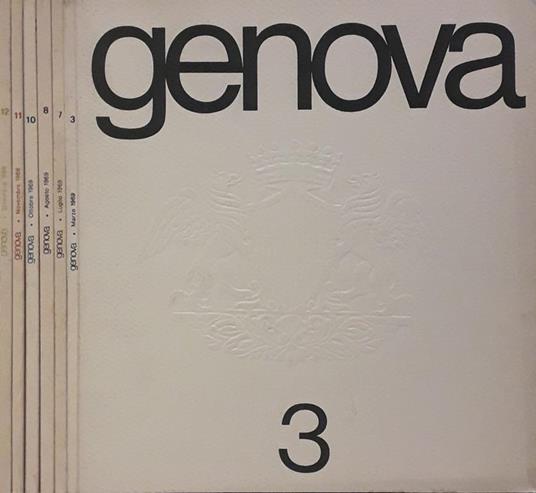 genova
3
12
genova
11
genova • Novembre 1969
10
genova • Ottobre 1969
8
genova • Agosto 1969
7
genova • Luglio 1969
3
genova • Marzo 1969